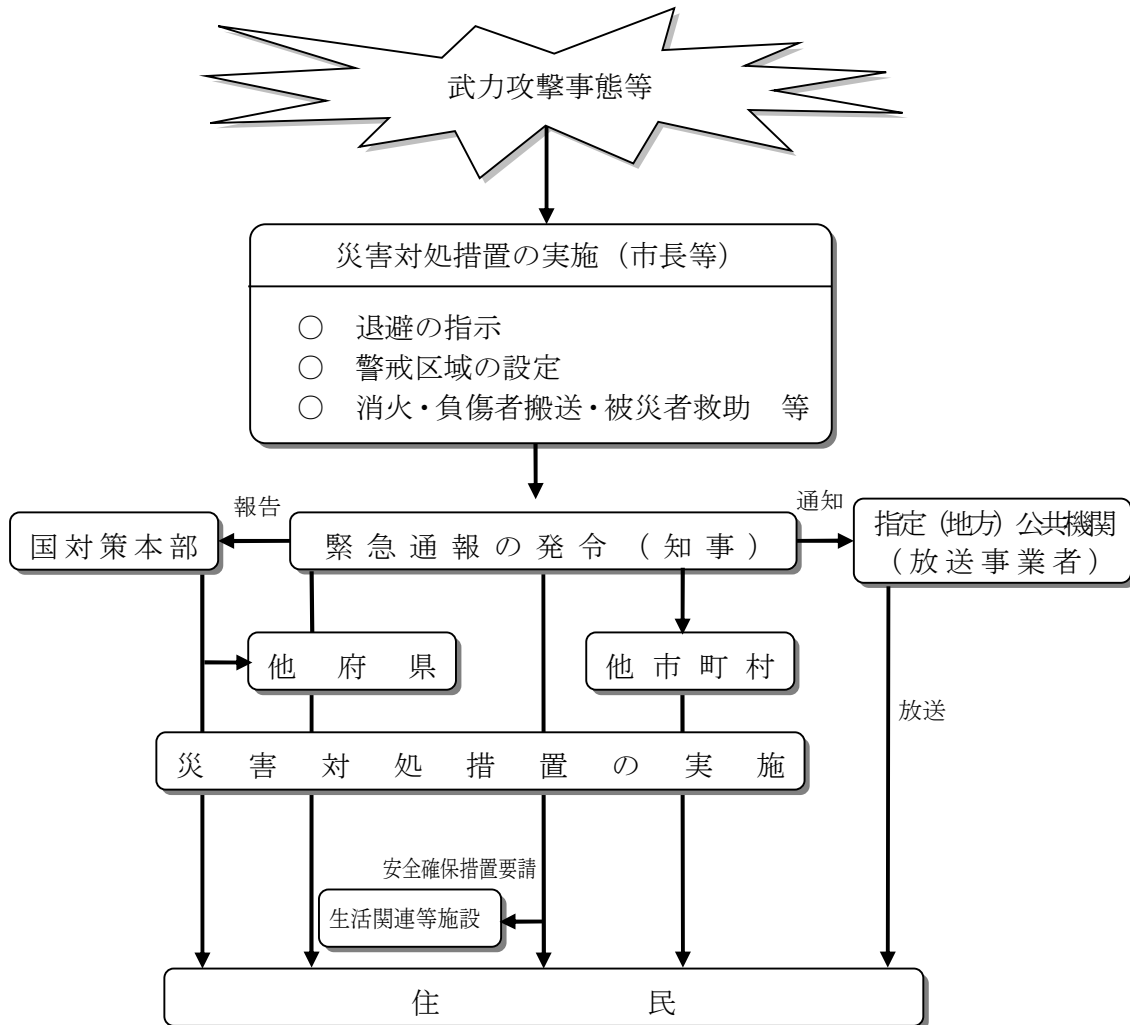 武力攻撃事態等
災害対処措置の実施（市長等）
○ 退避の指示
○ 警戒区域の設定
○ 消火・負傷者搬送・被災者救助 等
報告
通知
国対策本部
緊急通報の発令（知事）
指定（地方）公共機関
（放送事業者）
他府県
他市町村
放送
災害対処措置の実施
安全確保措置要請
生活関連等施設
住民